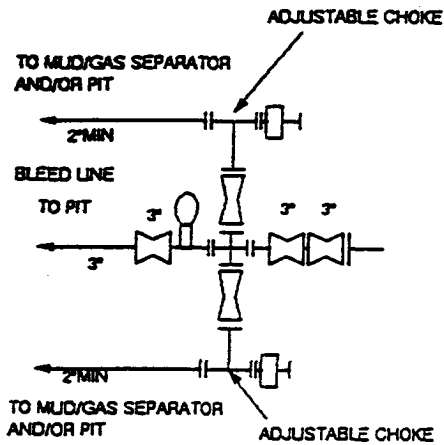 ADJUSTABLE CHOKE
TO MUD/GAS SEPARATOR
AND/OR PIT
2"MIN
BLEED LINE
TO PIT
3"
3"
3"
3"
2"MIN
TO MUD/GAS SEPARATOR
AND/OR PIT
ADJUSTABLE CHOKE